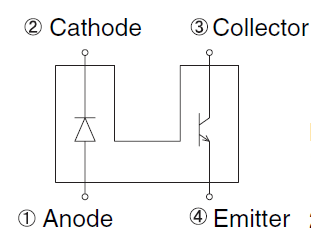 ② Cathode ③ Collector
① Anode ④ Emitter